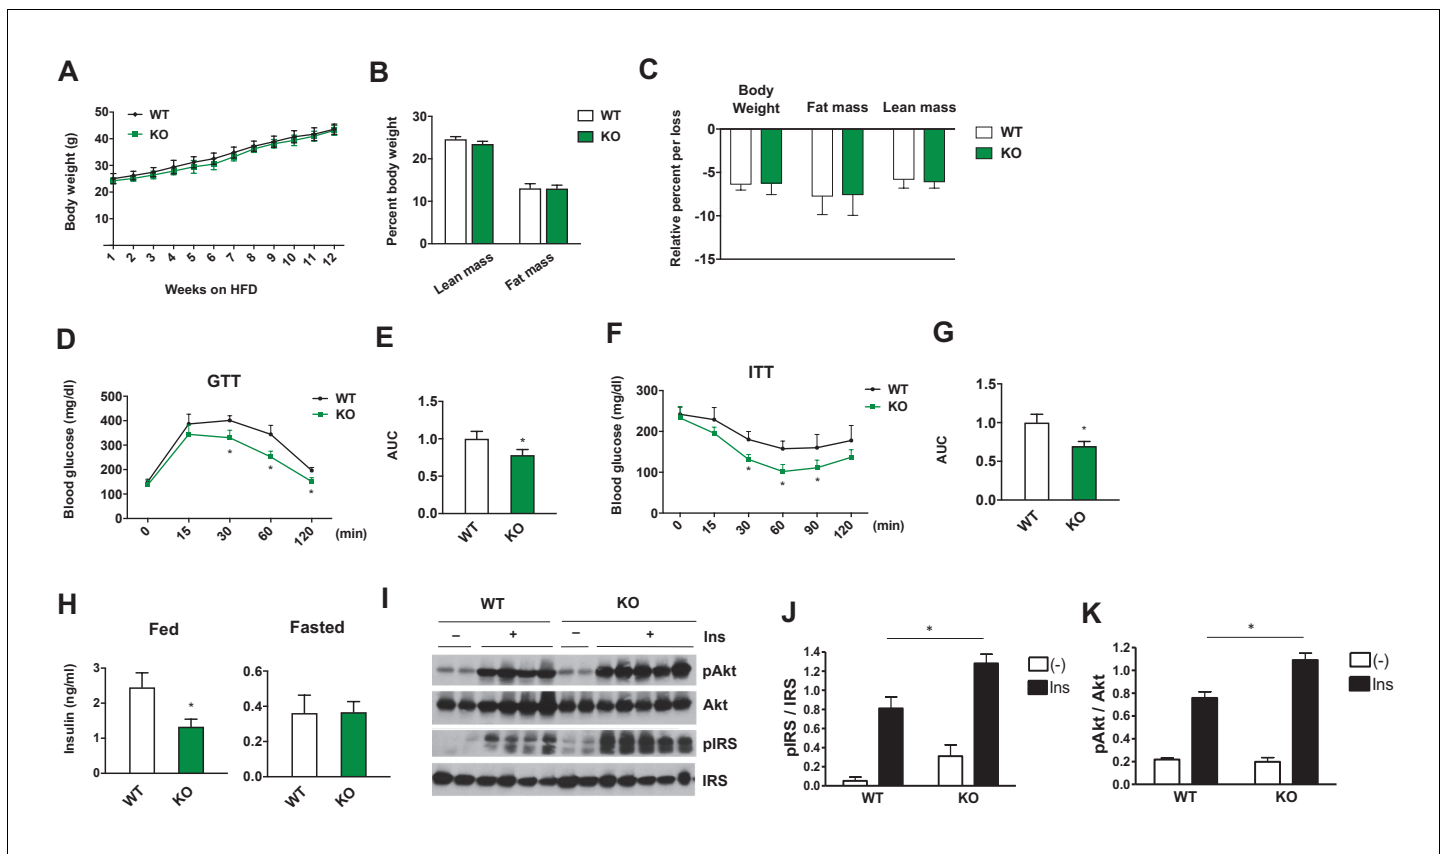 A
Body weight (g)
50
40
30
20
10
WT
KO
1 2 3 4 5 6 7 8 9 10 11 12
Weeks on HFD
B
Percent body weight
30
20
10
0
WT
KO
Lean mass
Fat mass
C
Body
Weight
Fat mass
Lean mass
Relative percent per loss
0
-5
-10
-15
WT
KO
D
GTT
Blood glucose (mg/dl)
500
400
300
200
100
0
WT
KO
* * *
0 15 30 60 120 (min)
E
AUC
1.5
1.0
0.5
0.0
*
WT KO
F
ITT
Blood glucose (mg/dl)
300
200
100
0
WT
KO
* * *
0 15 30 60 90 120 (min)
G
AUC
1.5
1.0
0.5
0.0
*
WT KO
H
Fed
Insulin (ng/ml)
3
2
1
0
*
WT KO
Fasted
0.6
0.4
0.2
0.0
WT KO
I
WT KO
– + – + Ins
pAkt
Akt
pIRS
IRS
J
pIRS / IRS
1.4
1.2
1.0
0.8
0.6
0.4
0.2
0.0
*
(-)
Ins
WT KO
K
pAkt / Akt
1.2
1.0
0.8
0.6
0.4
0.2
0.0
*
(-)
Ins
WT KO